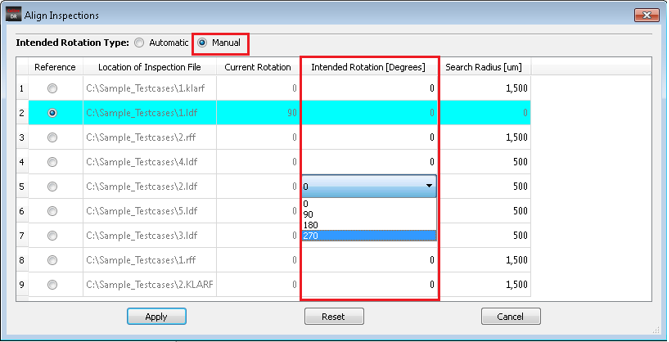 DR Align Inspections
Intended Rotation Type: Automatic Manual
Reference Location of Inspection File Current Rotation Intended Rotation [Degrees] Search Radius [um]
1 C:\Sample_Testcases\1.klarf 0 0 1,500
2 C:\Sample_Testcases\1.ldf 90 0 0
3 C:\Sample_Testcases\2.rff 0 0 1,500
4 C:\Sample_Testcases\4.ldf 0 0 500
5 C:\Sample_Testcases\2.ldf 0 0 500
0
6 C:\Sample_Testcases\5.ldf 0 90 500
180
7 C:\Sample_Testcases\3.ldf 0 270 500
8 C:\Sample_Testcases\1.rff 0 0 1,500
9 C:\Sample_Testcases\2.KLARF 0 0 1,500
Apply Reset Cancel